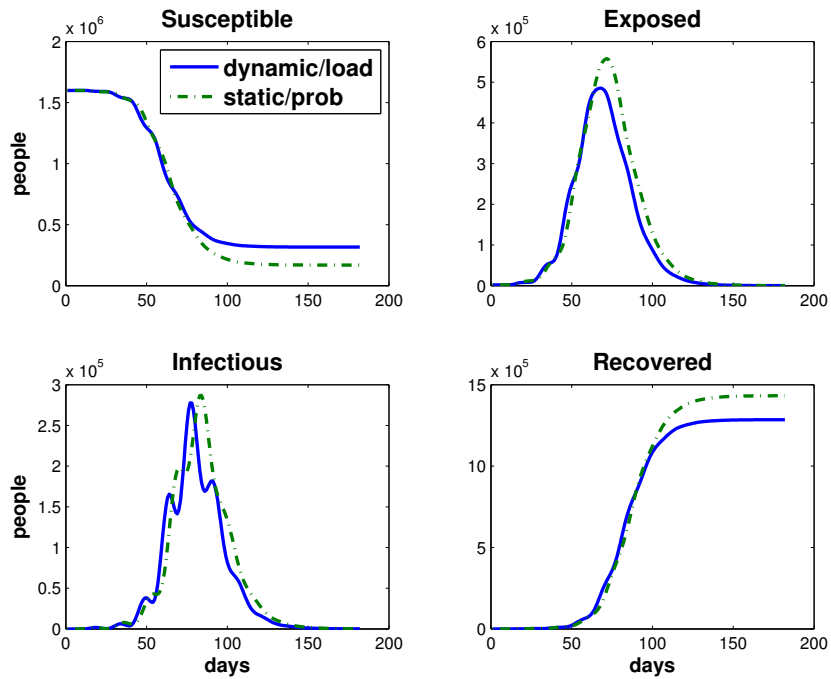 Susceptible
x 10^6
2
1.5
1
0.5
0
people
0 50 100 150 200
dynamic/load
static/prob
Exposed
x 10^5
6
5
4
3
2
1
0
0 50 100 150 200
Infectious
x 10^5
3
2.5
2
1.5
1
0.5
0
people
0 50 100 150 200
days
Recovered
x 10^5
15
10
5
0
0 50 100 150 200
days